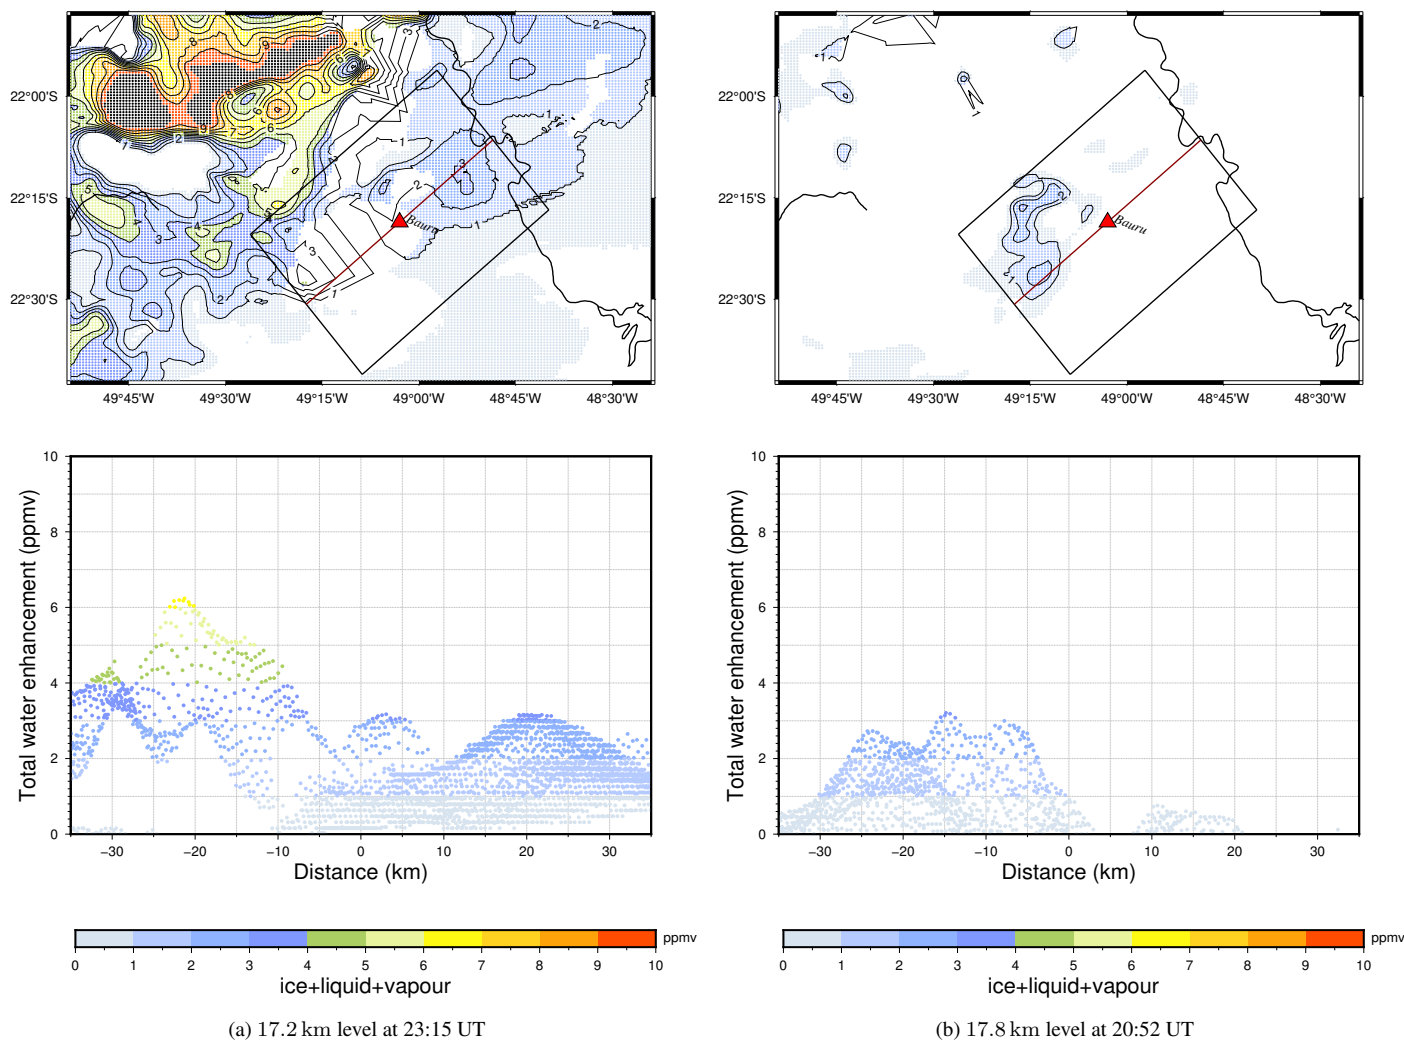 22°00'S
22°15'S
22°30'S
49°45'W 49°30'W 49°15'W 49°00'W 48°45'W 48°30'W
Bauru
22°00'S
22°15'S
22°30'S
49°45'W 49°30'W 49°15'W 49°00'W 48°45'W 48°30'W
Bauru
Total water enhancement (ppmv)
10
8
6
4
2
0
−30 −20 −10 0 10 20 30
Distance (km)
Total water enhancement (ppmv)
10
8
6
4
2
0
−30 −20 −10 0 10 20 30
Distance (km)
ppmv
0 1 2 3 4 5 6 7 8 9 10
ice+liquid+vapour
ppmv
0 1 2 3 4 5 6 7 8 9 10
ice+liquid+vapour
(a) 17.2 km level at 23:15 UT
(b) 17.8 km level at 20:52 UT